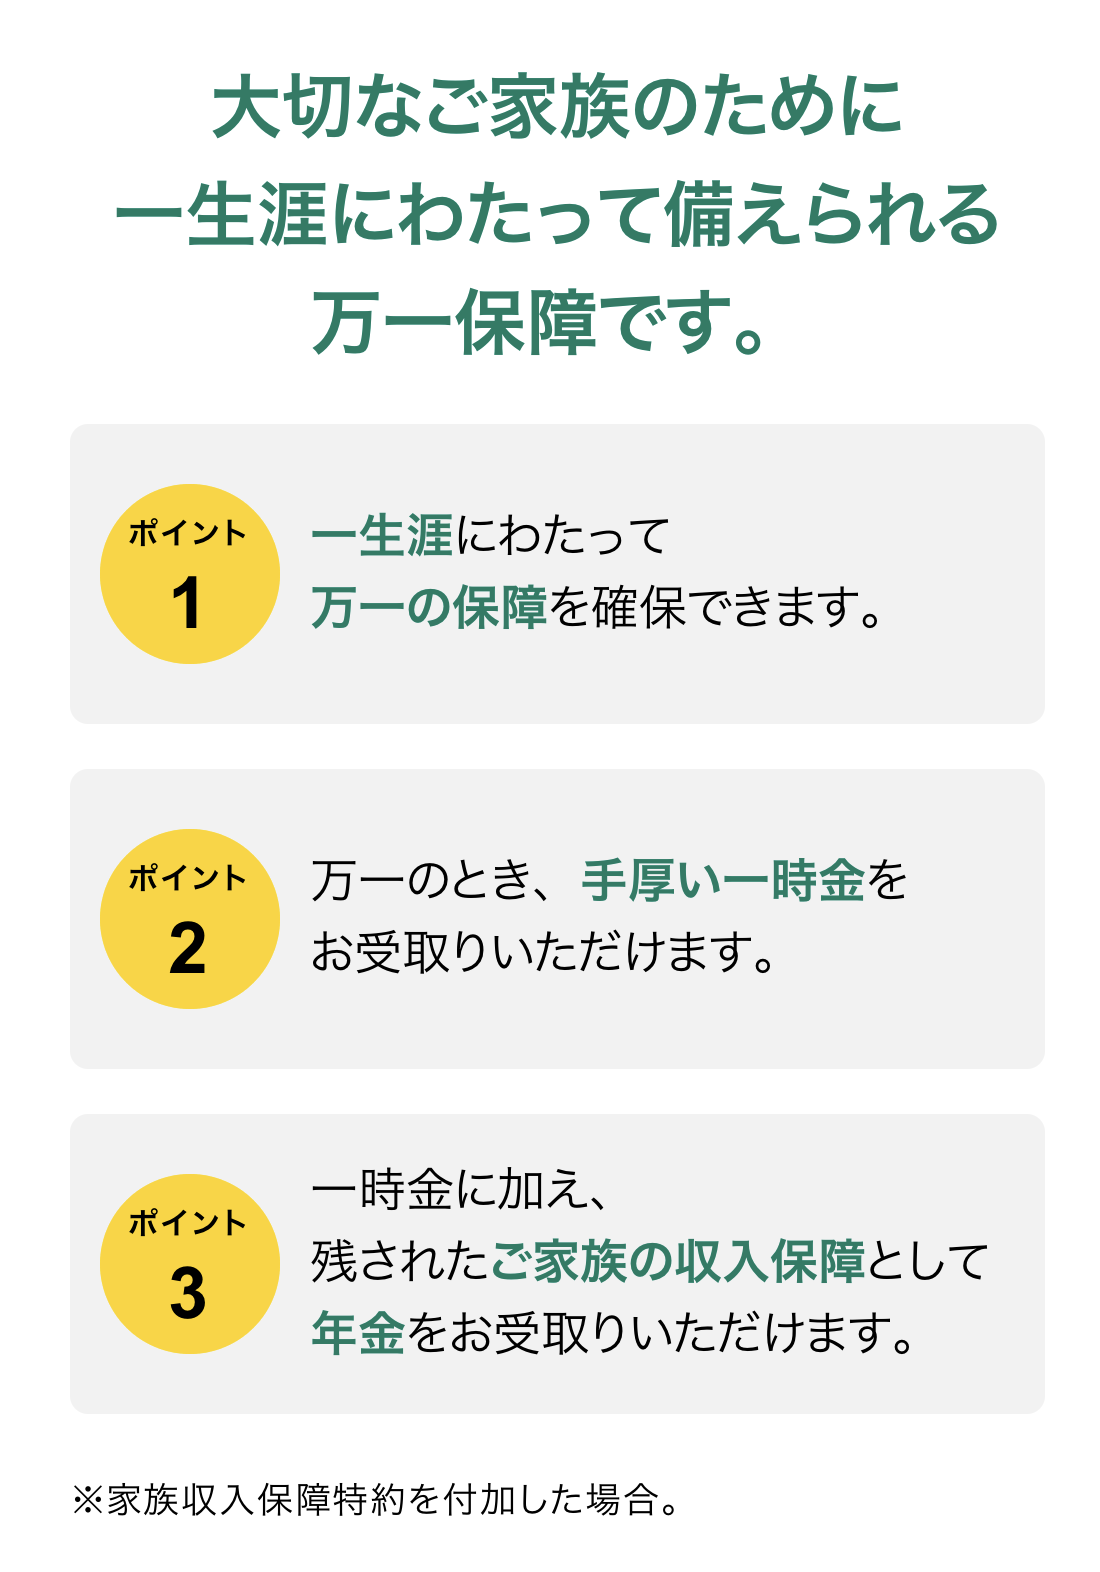 大切なご家族のために
一生涯にわたって備えられる
万一保障です。
ポイント
1
一生涯にわたって
万一の保障を確保できます。
ポイント
2
万一のとき、手厚い一時金を
お受取りいただけます。
ポイント
3
一時金に加え、
残されたご家族の収入保障として
年金をお受取りいただけます。
※家族収入保障特約を付加した場合。